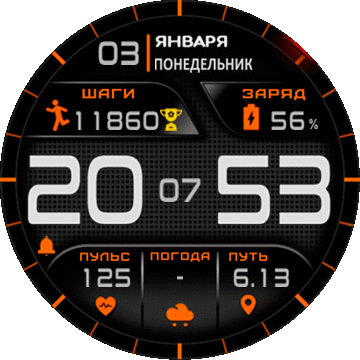 03 ЯНВАРЯ
ПОНЕДЕЛЬНИК
ШАГИ ЗАРЯД
11860 56%
20 07 53
ПУЛЬС ПОГОДА ПУТЬ
125 - 6.13